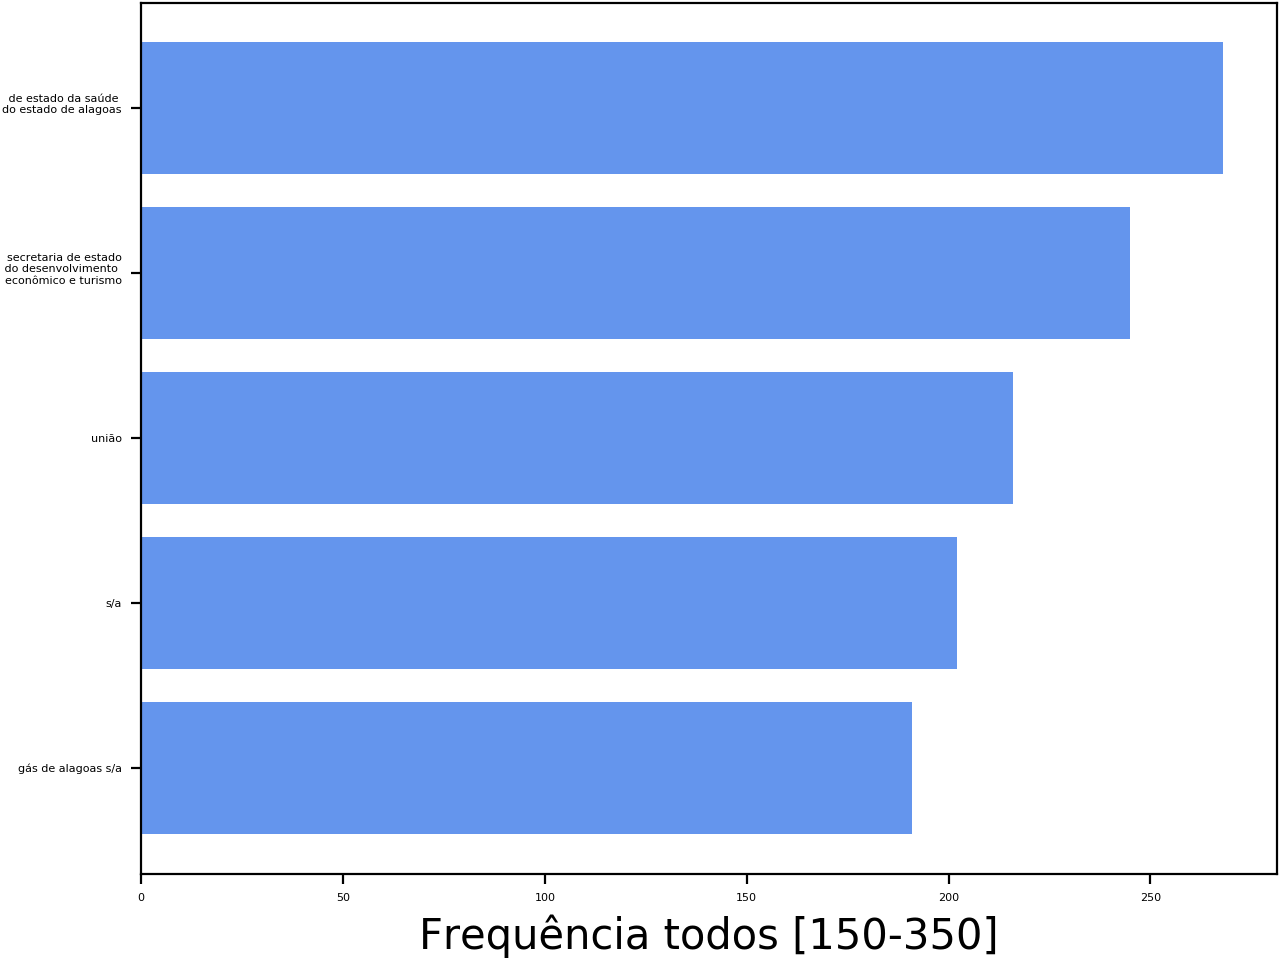 de estado da saúde
do estado de alagoas
secretaria de estado
do desenvolvimento
econômico e turismo
união
s/a
gás de alagoas s/a
0 50 100 150 200 250
Frequência todos [150-350]